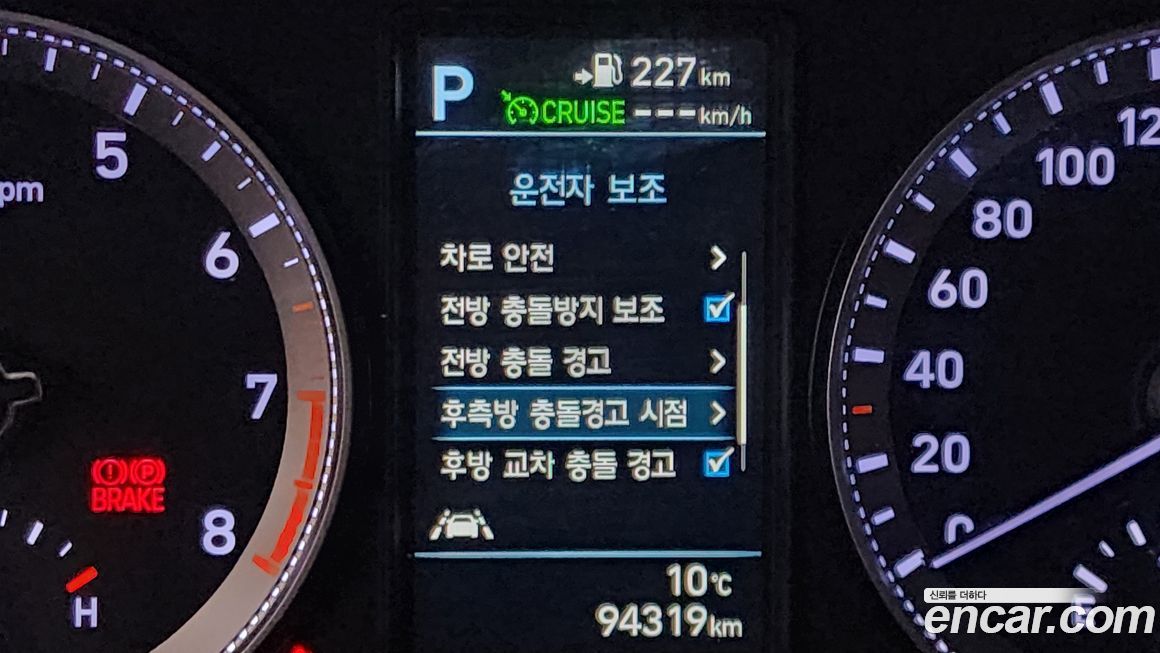 P
227 km
CRUISE ---km/h
운전자 보조
차로 안전
전방 충돌방지 보조
전방 충돌 경고
후측방 충돌경고 시점
후방 교차 충돌 경고
10℃
94319km
5
6
7
8
pm
BRAKE
H
100
80
60
40
20
0
신뢰를 더하다
encar.com